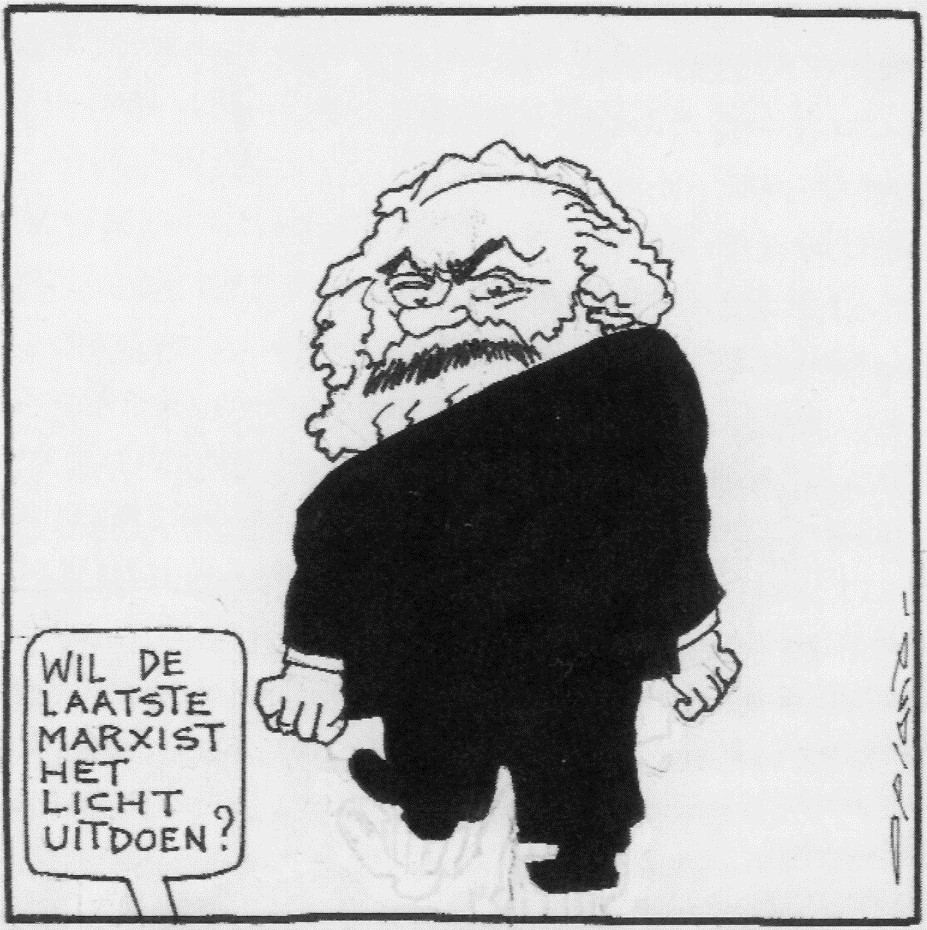 WIL DE
LAATSTE
MARXIST
HET
LICHT
UITDOEN?